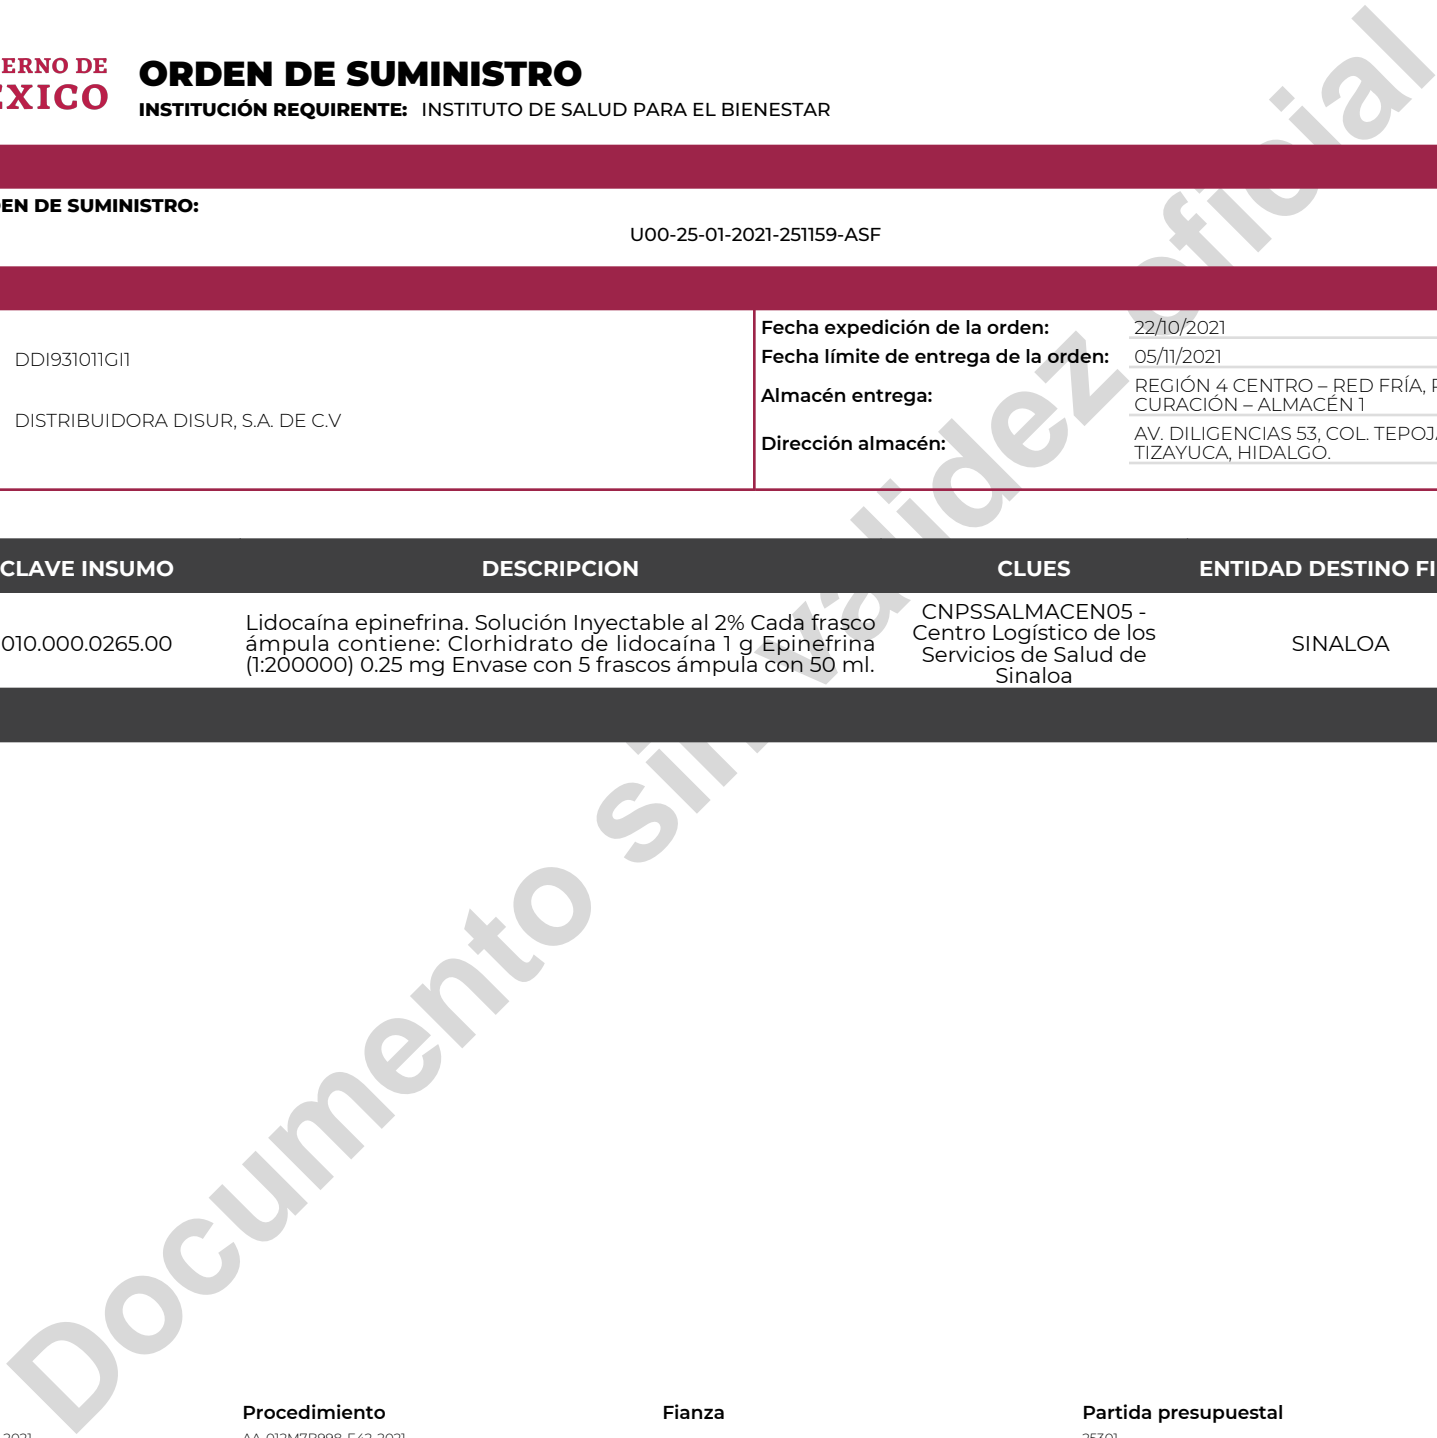 ERNO DE
ORDEN DE SUMINISTRO
EXICO
INSTITUCIÓN REQUIRENTE: INSTITUTO DE SALUD PARA EL BIENESTAR
EN DE SUMINISTRO:
U00-25-01-2021-251159-ASF
DDI931011GI1
DISTRIBUIDORA DISUR, S.A. DE C.V
Fecha expedición de la orden: 22/10/2021
Fecha límite de entrega de la orden: 05/11/2021
Almacén entrega: REGIÓN 4 CENTRO – RED FRÍA,
CURACIÓN – ALMACÉN 1
Dirección almacén: AV. DILIGENCIAS 53, COL. TEPOJA
TIZAYUCA, HIDALGO.
CLAVE INSUMO DESCRIPCION CLUES ENTIDAD DESTINO FI
010.000.0265.00
Lidocaína epinefrina. Solución Inyectable al 2% Cada frasco
ámpula contiene: Clorhidrato de lidocaína 1 g Epinefrina
(1:200000) 0.25 mg Envase con 5 frascos ámpula con 50 ml.
CNPSSALMACEN05 -
Centro Logístico de los
Servicios de Salud de
Sinaloa
SINALOA
Documento sin validez oficial
Procedimiento Fianza Partida presupuestal